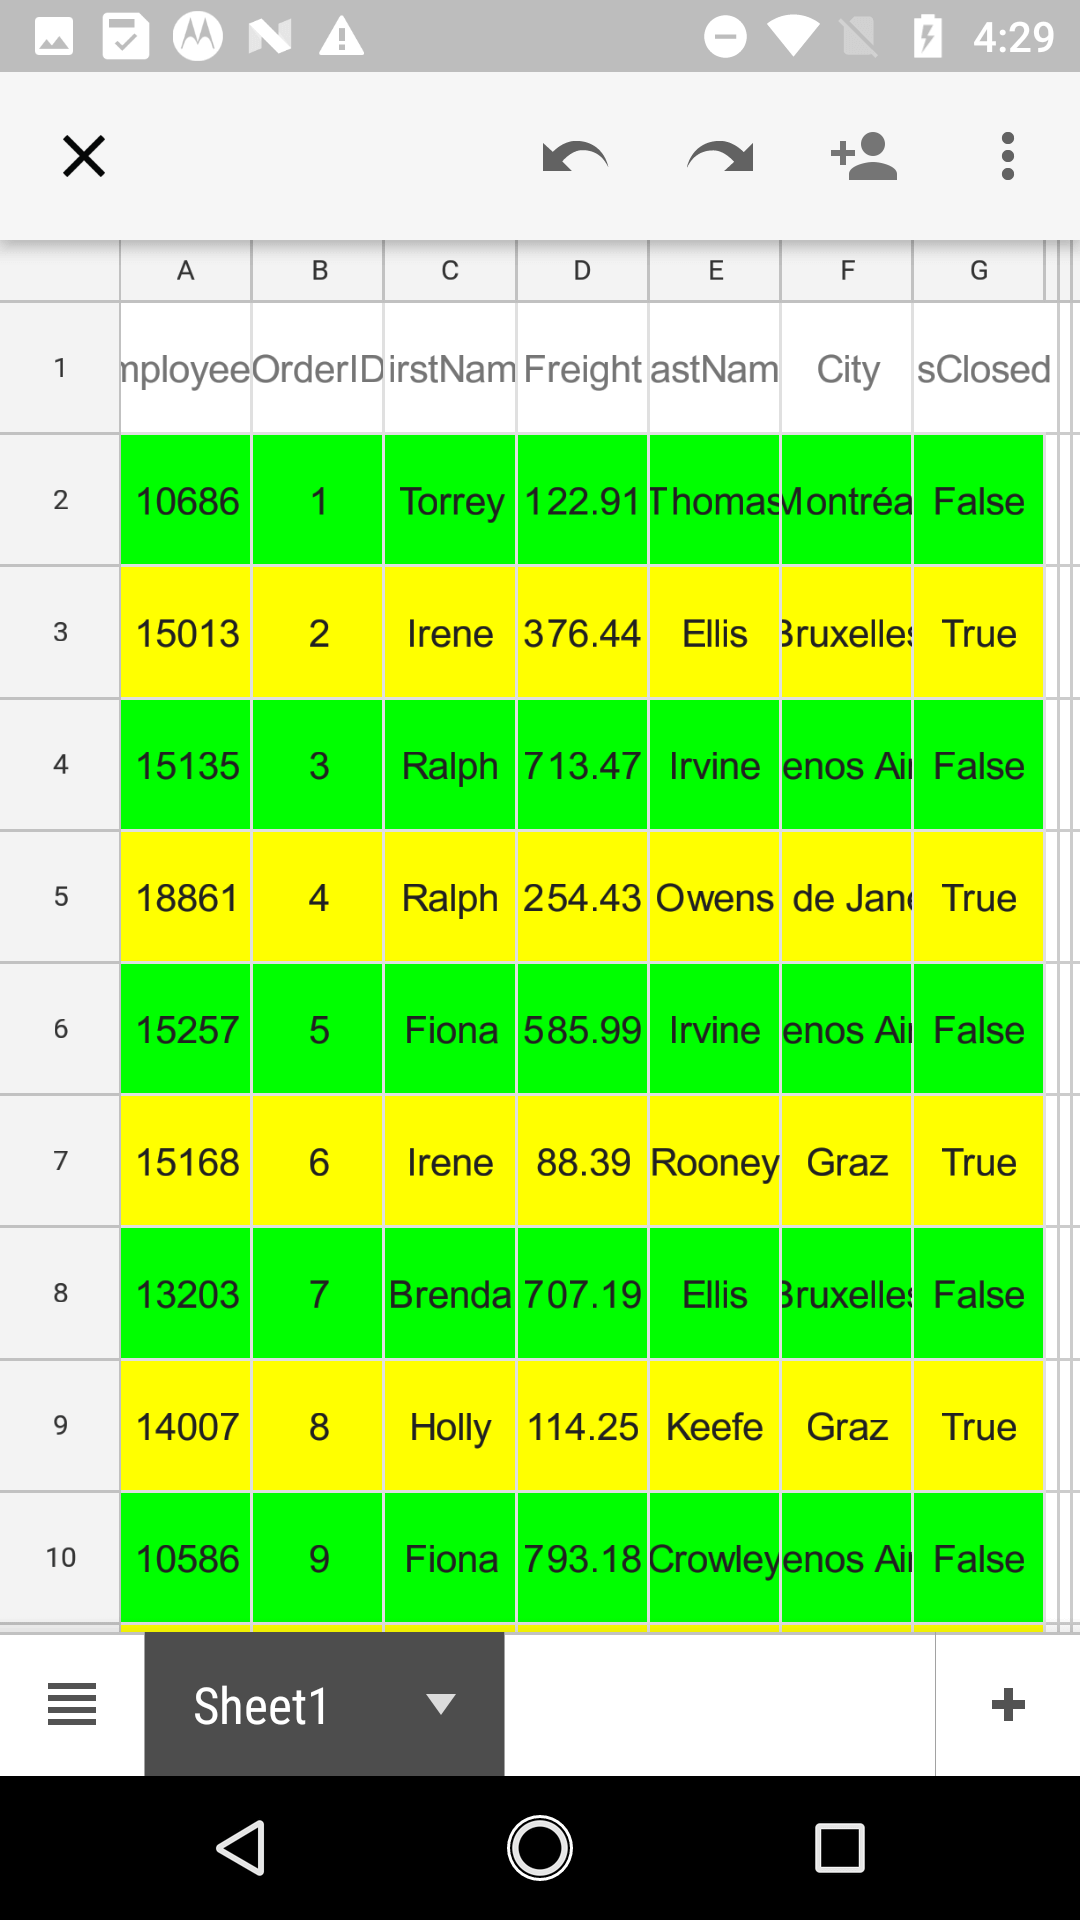 4:29
A B C D E F G
1 mployee OrderID irstNam Freight astNam City sClosed
2 10686 1 Torrey 122.91 Thomas Montréa False
3 15013 2 Irene 376.44 Ellis Bruxelles True
4 15135 3 Ralph 713.47 Irvine enos Air False
5 18861 4 Ralph 254.43 Owens de Jane True
6 15257 5 Fiona 585.99 Irvine enos Air False
7 15168 6 Irene 88.39 Rooney Graz True
8 13203 7 Brenda 707.19 Ellis Bruxelles False
9 14007 8 Holly 114.25 Keefe Graz True
10 10586 9 Fiona 793.18 Crowley enos Air False
Sheet1